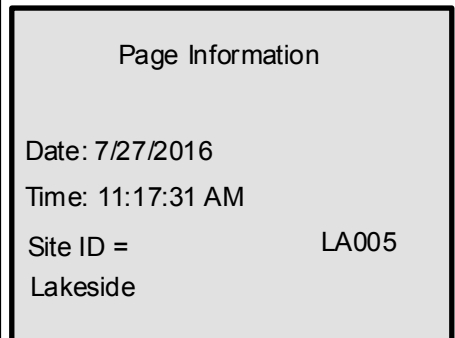 Page Information
Date: 7/27/2016
Time: 11:17:31 AM
Site ID = LA005
Lakeside